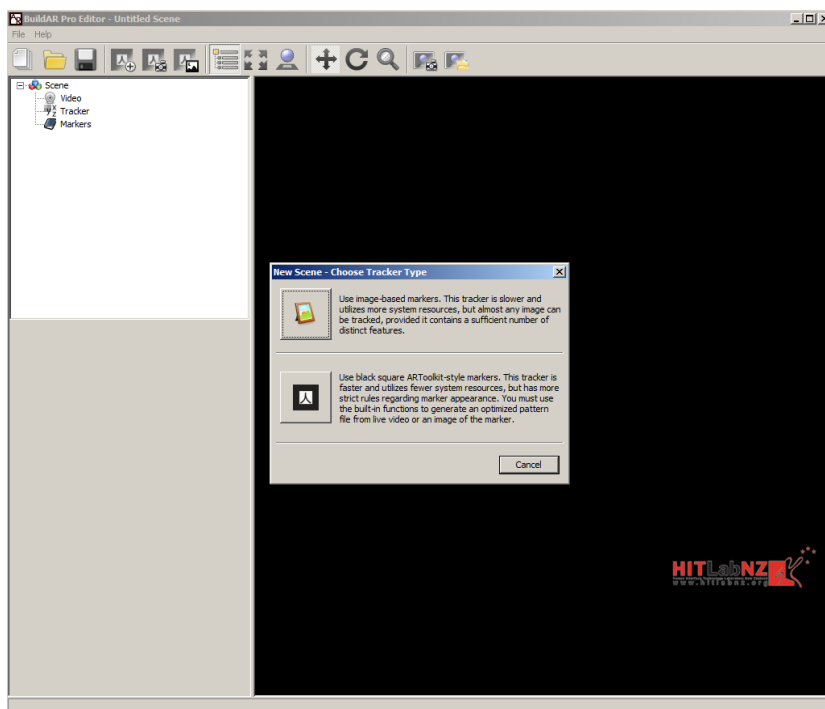 BuildAR Pro Editor - Untitled Scene
File Help
Scene
Video
Tracker
Markers
New Scene - Choose Tracker Type
Use image-based markers. This tracker is slower and
utilizes more system resources, but almost any image can
be tracked, provided it contains a sufficient number of
distinct features.
Use black square ARToolkit-style markers. This tracker is
faster and utilizes fewer system resources, but has more
strict rules regarding marker appearance. You must use
the built-in functions to generate an optimized pattern
file from live video or an image of the marker.
Cancel
HITLabNZ
www.hitlabnz.org